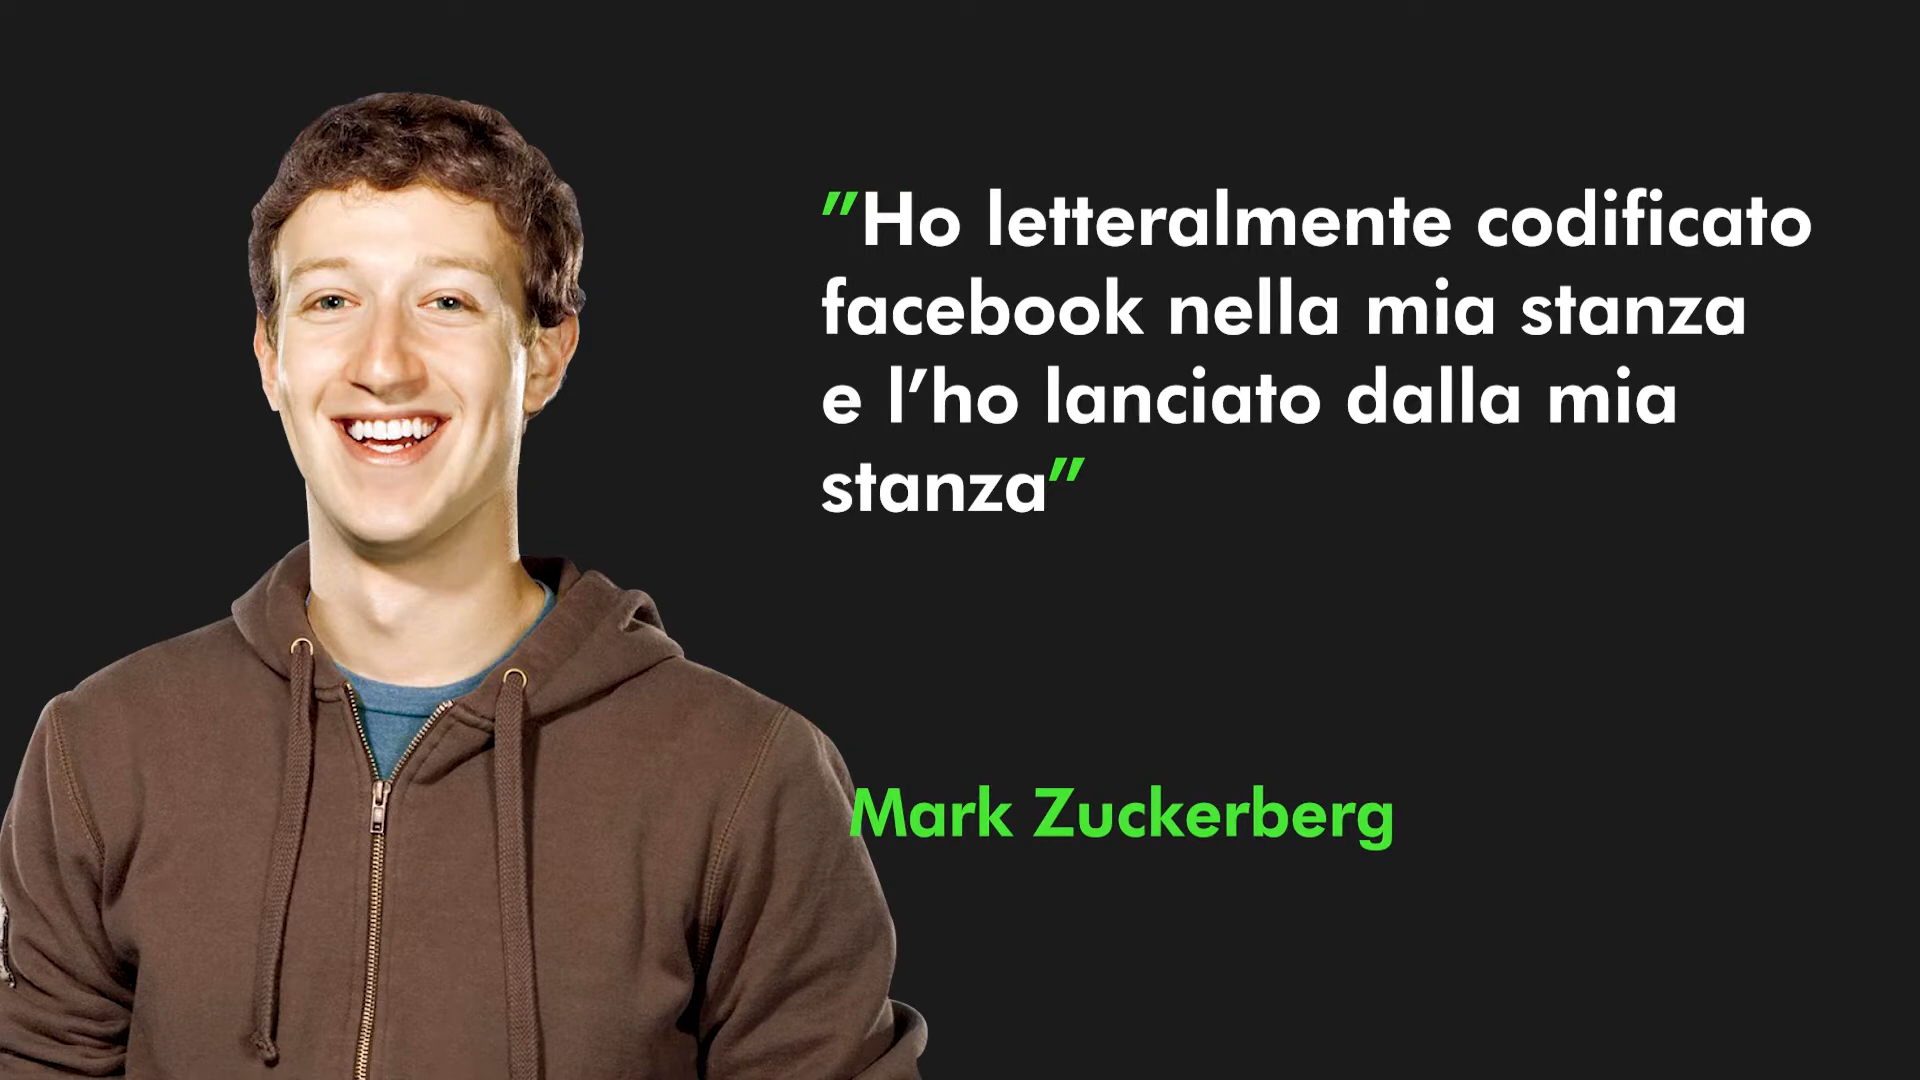 ”Ho letteralmente codificato
facebook nella mia stanza
e l’ho lanciato dalla mia
stanza”
Mark Zuckerberg